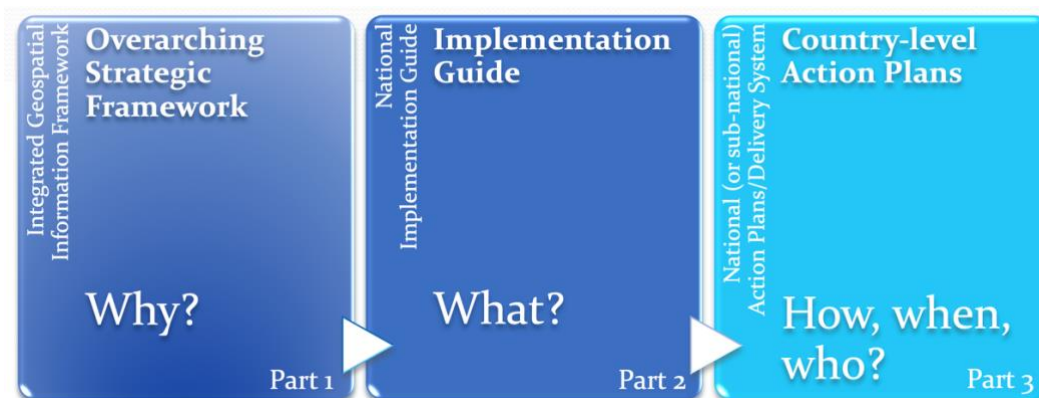 Integrated Geospatial
Information Framework
Overarching
Strategic
Framework
Why?
Part 1
National
Implementation Guide
Implementation
Guide
What?
Part 2
National (or sub-national)
Action Plans/Delivery System
Country-level
Action Plans
How, when,
who?
Part 3